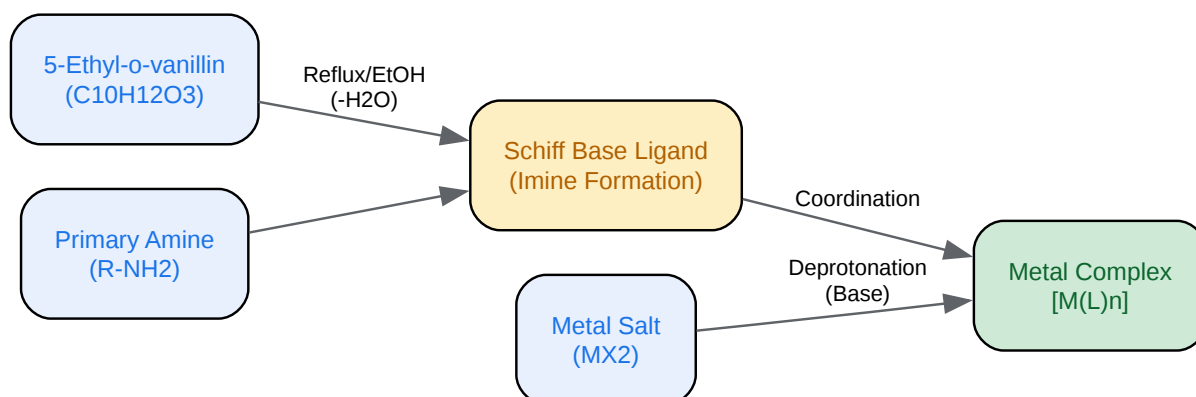 5-Ethyl-o-vanillin
(C10H12O3)
Reflux/EtOH
(-H2O)
Schiff Base Ligand
(Imine Formation)
Primary Amine
(R-NH2)
Coordination
Deprotonation
(Base)
Metal Complex
[M(L)n]
Metal Salt
(MX2)